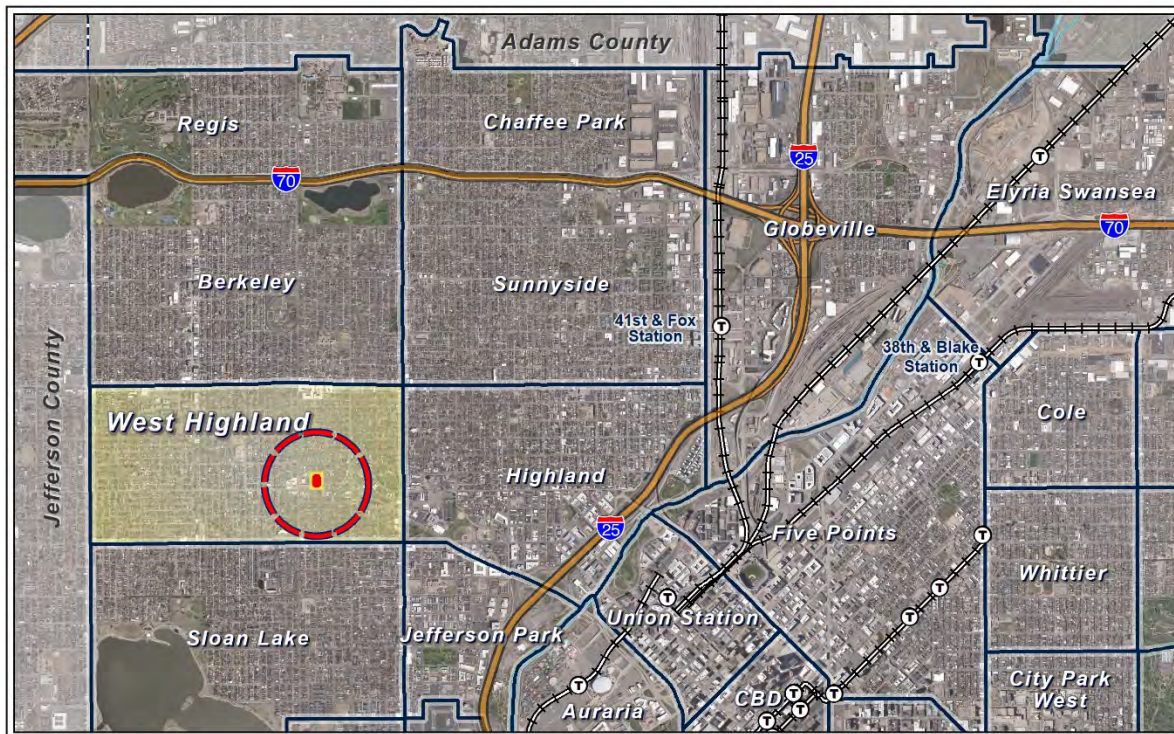 Adams County
Regis
Chaffee Park
25
70
Elyria Swansea
Globeville
70
Berkeley
Sunnyside
41st & Fox
Station
38th & Blake
Station
Jefferson County
West Highland
Cole
Highland
25
Five Points
Whittier
Union Station
Sloan Lake
Jefferson Park
City Park
West
CBD
Auraria
T
T
T
T
T
T
T
T
T
T
T
T